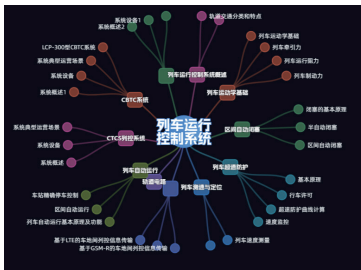 系统设备1
系统概述2
轨道交通分类和特点
列车运行控制系统概述
LCP-300型CBTC系统
系统典型运营场景
系统设备
系统概述1
CBTC系统
列车运动学基础
列车牵引力
列车运行阻力
列车制动力
列车运动学基础
列车运行
控制系统
区间自动闭塞
闭塞的基本原理
半自动闭塞
区间自动闭塞
系统典型运营场景
系统设备
系统概述
CTCS列控系统
列车超速防护
基本原理
行车许可
超速防护曲线计算
速度监控
列车自动运行
车站精确停车控制
区间自动运行
列车自动运行基本原理及功能
轨道电路
列车测速与定位
列车速度测量
基于LTE的车地间列控信息传输
基于GSM-R的车地间列控信息传输